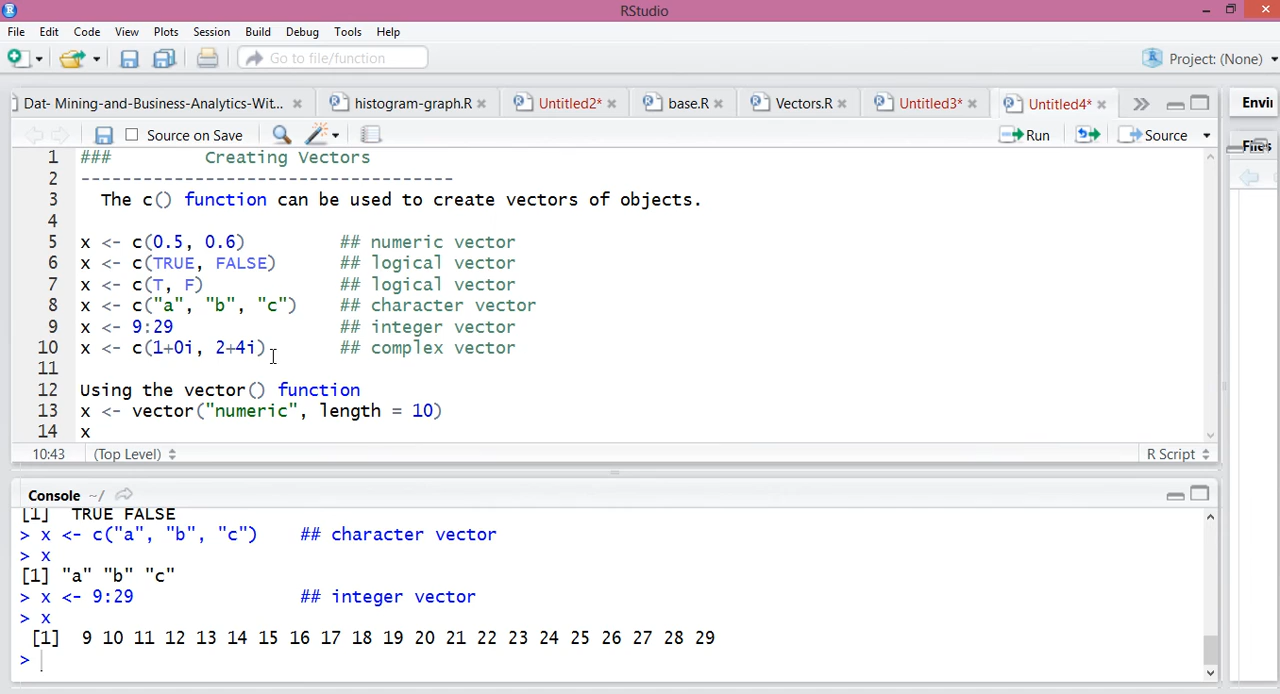 RStudio
File Edit Code View Plots Session Build Debug Tools Help
Go to file/function Project: (None)
Dat- Mining-and-Business-Analytics-Wit... histogram-graph.R Untitled2* base.R Vectors.R Untitled3* Untitled4* Envii
Source on Save Run Source Files
1 ### Creating Vectors
2 ------------------------------------
3 The c() function can be used to create vectors of objects.
4
5 x <- c(0.5, 0.6) ## numeric vector
6 x <- c(TRUE, FALSE) ## logical vector
7 x <- c(T, F) ## logical vector
8 x <- c("a", "b", "c") ## character vector
9 x <- 9:29 ## integer vector
10 x <- c(1+0i, 2+4i) ## complex vector
11
12 Using the vector() function
13 x <- vector("numeric", length = 10)
14 x
10:43 (Top Level) R Script
Console ~/
[1] TRUE FALSE
> x <- c("a", "b", "c") ## character vector
> x
[1] "a" "b" "c"
> x <- 9:29 ## integer vector
> x
[1] 9 10 11 12 13 14 15 16 17 18 19 20 21 22 23 24 25 26 27 28 29
>